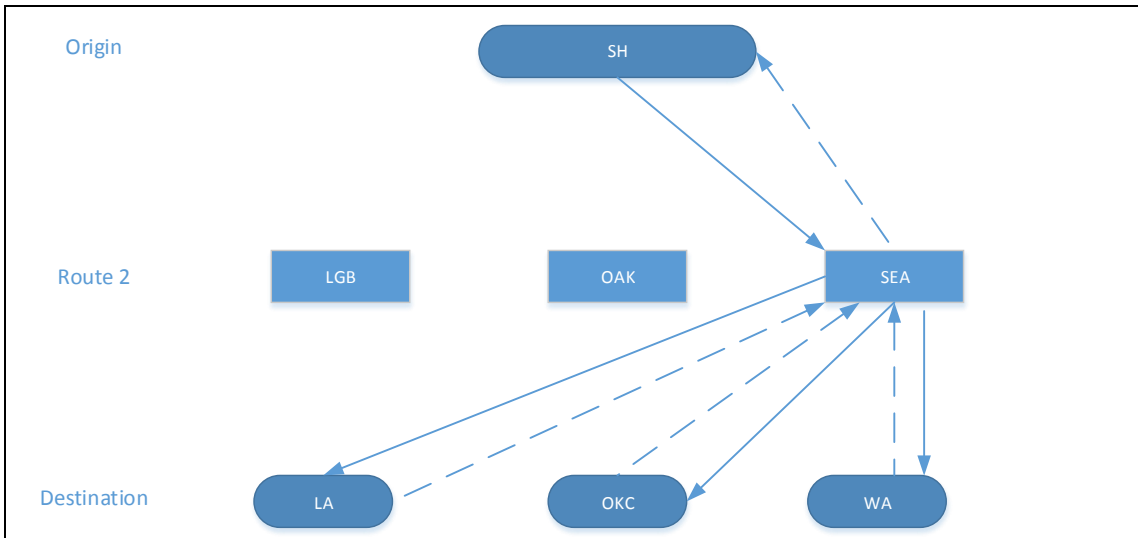 Origin
SH
Route 2
LGB
OAK
SEA
Destination
LA
OKC
WA